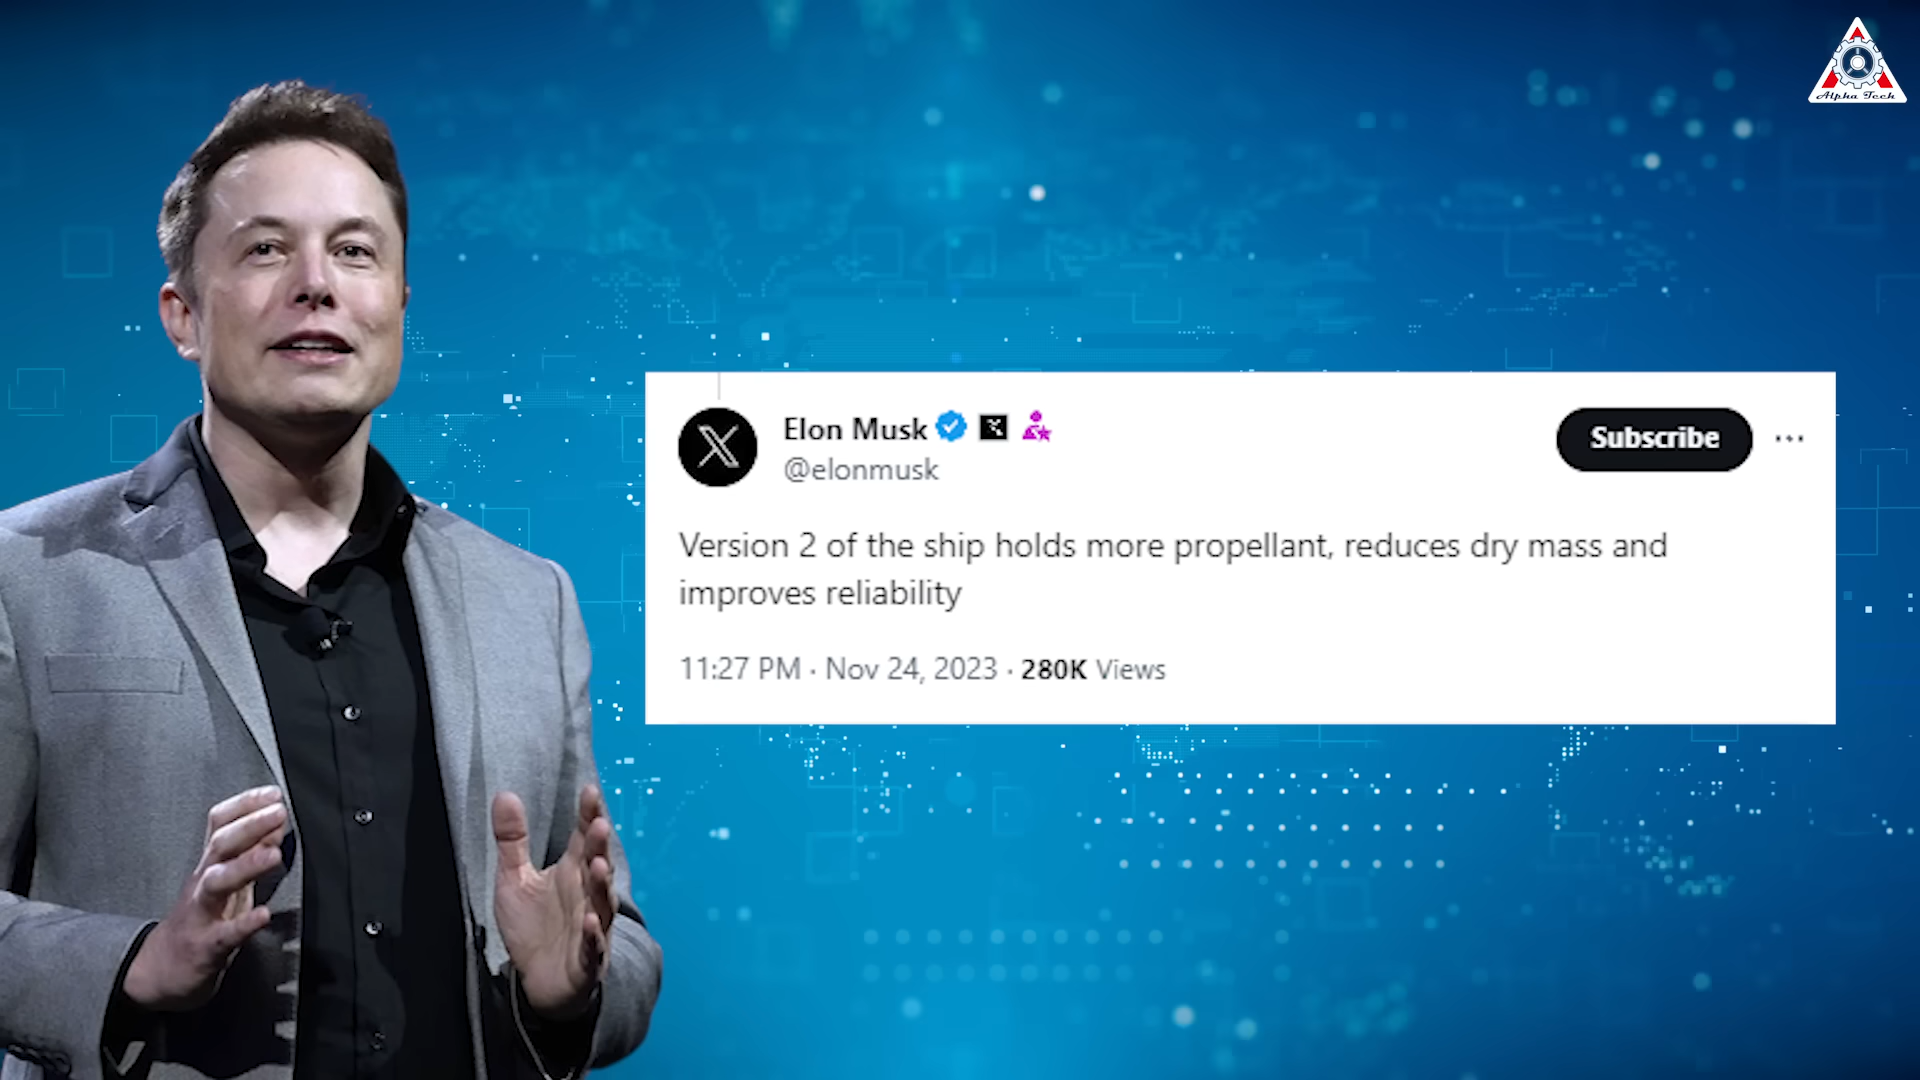 Alpha Tech
Elon Musk
Subscribe
@elonmusk
Version 2 of the ship holds more propellant, reduces dry mass and
improves reliability
11:27 PM · Nov 24, 2023 · 280K Views